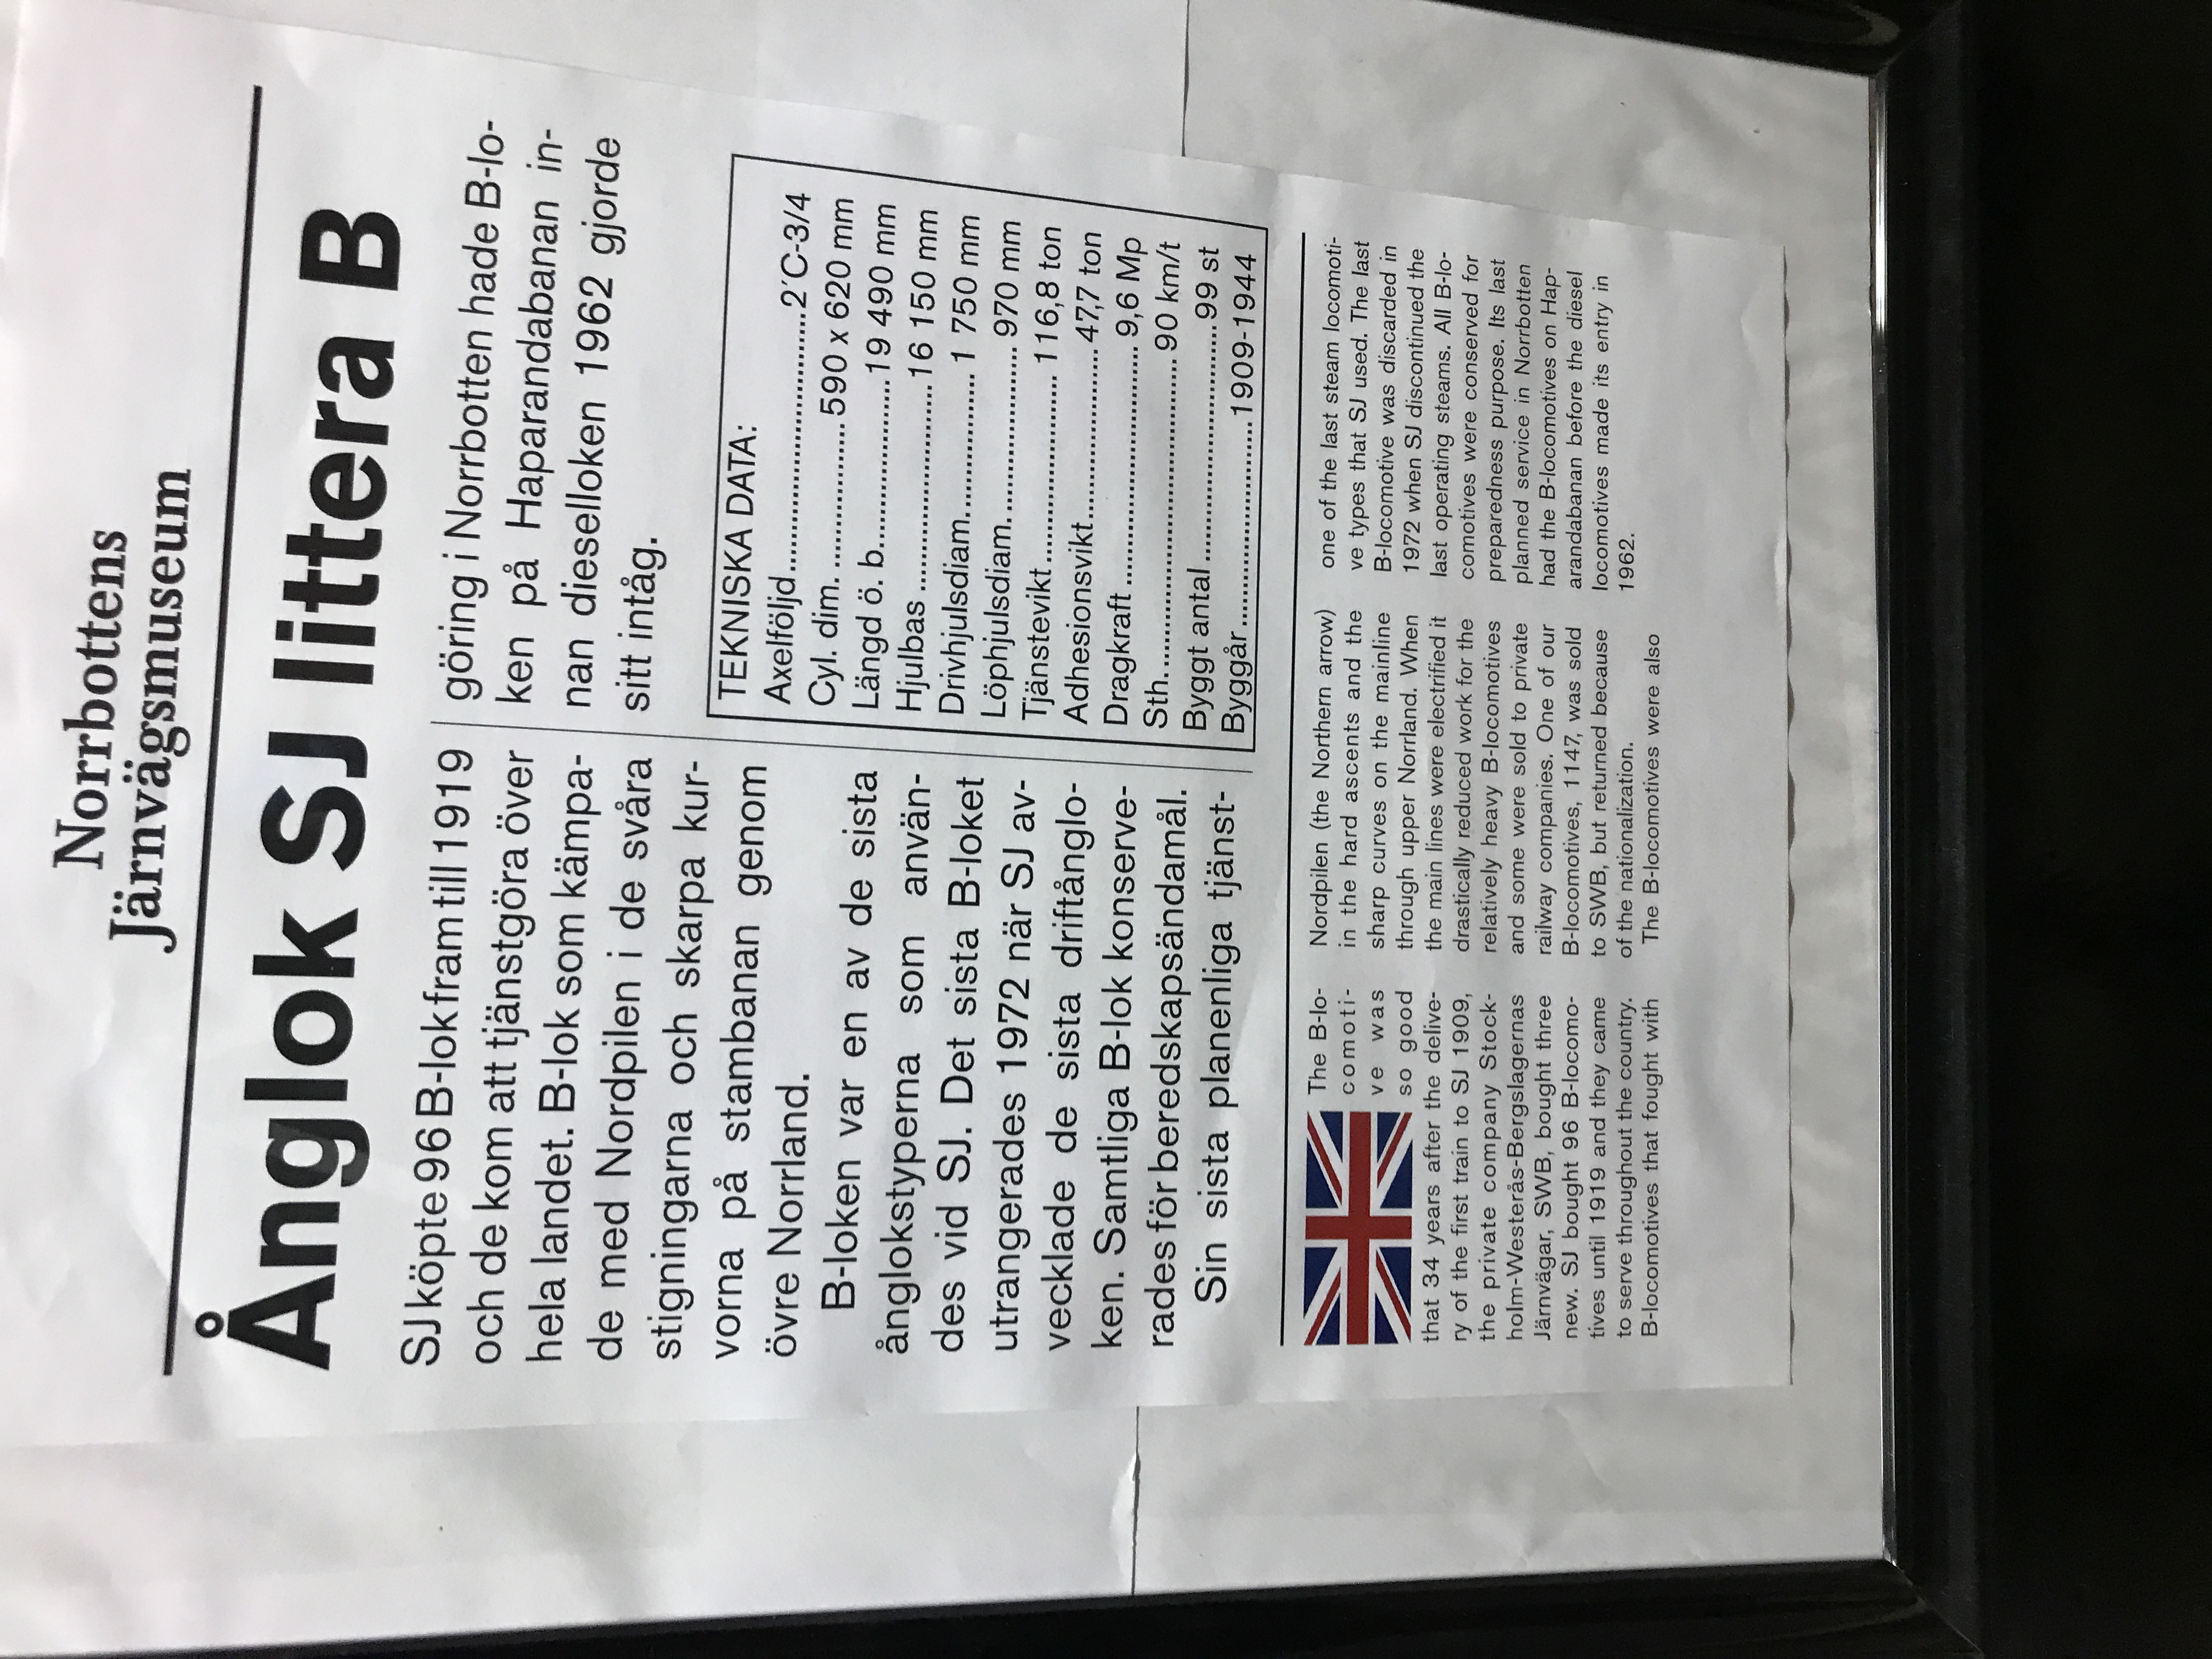 Norrbottens
Järnvägsmuseum
Ånglok SJ littera B
SJ köpte 96 B-lok fram till 1919
och de kom att tjänstgöra över
hela landet. B-lok som kämpa-
de med Nordpilen i de svåra
stigningarna och skarpa kur-
vorna på stambanan genom
övre Norrland.
B-loken var en av de sista
ånglokstyperna som använ-
des vid SJ. Det sista B-loket
utrangerades 1972 när SJ av-
vecklade de sista driftånglo-
ken. Samtliga B-lok konserve-
rades för beredskapsändamål.
Sin sista planenliga tjänst-
göring i Norrbotten hade B-lo-
ken på Haparandabanan in-
nan dieselloken 1962 gjorde
sitt intåg.
TEKNISKA DATA:
Axelföljd..........................2´C-3/4
Cyl. dim. ............... 590 x 620 mm
Längd ö. b.................19 490 mm
Hjulbas .....................16 150 mm
Drivhjulsdiam............... 1 750 mm
Löphjulsdiam.................. 970 mm
Tjänstevikt................... 116,8 ton
Adhesionsvikt.................. 47,7 ton
Dragkraft ........................ 9,6 Mp
Sth................................ 90 km/t
Byggt antal ........................ 99 st
Byggår.....................1909-1944
The B-lo-
comoti-
ve was
so good
that 34 years after the delive-
ry of the first train to SJ 1909,
the private company Stock-
holm-Westerås-Bergslagernas
Järnvägar, SWB, bought three
new. SJ bought 96 B-locomo-
tives until 1919 and they came
to serve throughout the country.
B-locomotives that fought with
Nordpilen (the Northern arrow)
in the hard ascents and the
sharp curves on the mainline
through upper Norrland. When
the main lines were electrified it
drastically reduced work for the
relatively heavy B-locomotives
and some were sold to private
railway companies. One of our
B-locomotives, 1147, was sold
to SWB, but returned because
of the nationalization.
The B-locomotives were also
one of the last steam locomoti-
ve types that SJ used. The last
B-locomotive was discarded in
1972 when SJ discontinued the
last operating steams. All B-lo-
comotives were conserved for
preparedness purpose. Its last
planned service in Norrbotten
had the B-locomotives on Hap-
arandabanan before the diesel
locomotives made its entry in
1962.